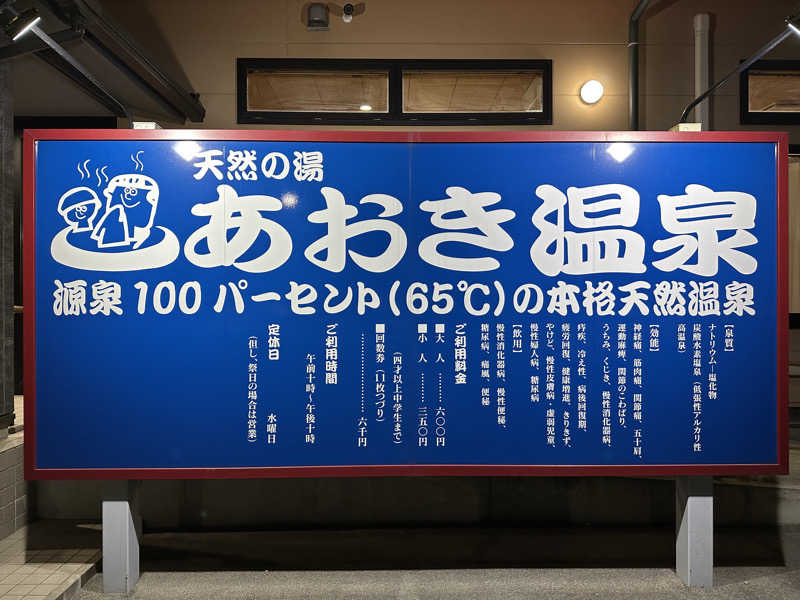 天然の湯
あおき温泉
源泉100パーセント(65℃)の本格天然温泉
【泉質】
ナトリウム―塩化物
炭酸水素塩泉(低張性アルカリ性
高温泉)
【効能】
神経痛、筋肉痛、関節痛、五十肩、
運動麻痺、関節のこわばり、
うちみ、くじき、慢性消化器病、
痔疾、冷え性、病後回復期、
疲労回復、健康増進、きりきず、
やけど、慢性皮膚病・虚弱児童、
慢性婦人病、糖尿病
【飲用】
慢性消化器病、慢性便秘、
糖尿病、痛風、便秘
ご利用料金
■大 人 ……… 六〇〇円
■小 人 ……… 三五〇円
(四才以上中学生まで)
■回数券(11枚つづり)
……………… 六千円
ご利用時間
午前十時~午後十時
定休日 水曜日
(但し、祭日の場合は営業)